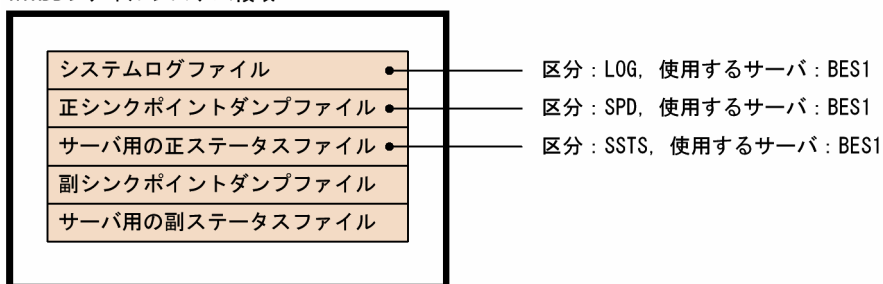 システムログファイル
区分:LOG, 使用するサーバ:BES1
正シンクポイントダンプファイル
区分:SPD, 使用するサーバ:BES1
サーバ用の正ステータスファイル
区分:SSTS, 使用するサーバ:BES1
副シンクポイントダンプファイル
サーバ用の副ステータスファイル